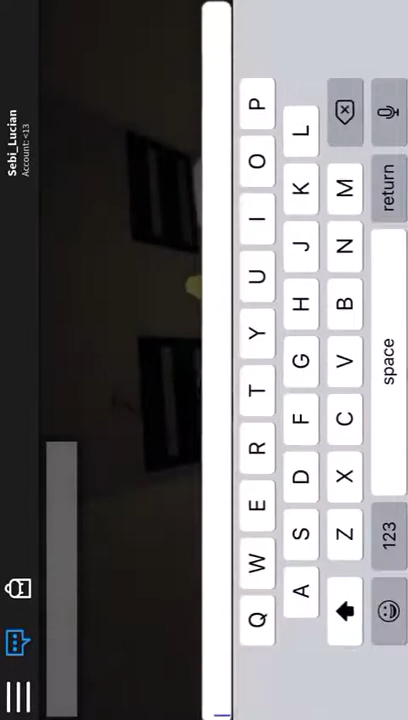 Sebi_Lucian
Account: <13
Q W E R T Y U I O P
A S D F G H J K L
Z X C V B N M
123 space return